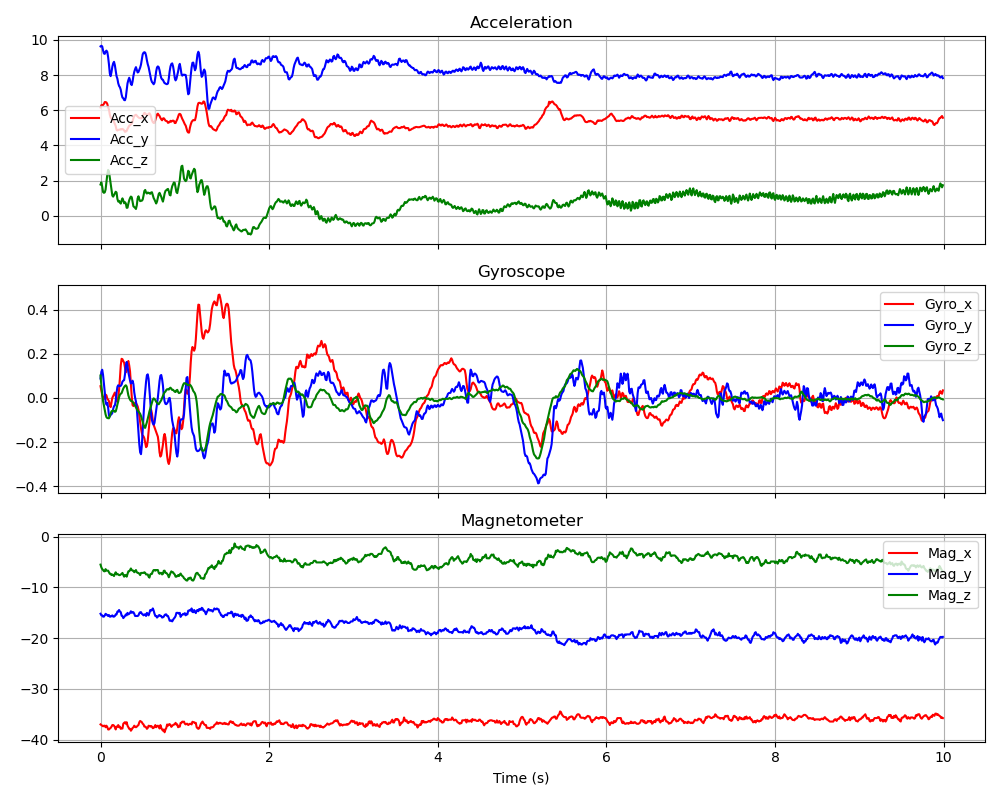 Acceleration
10
8
6
4
2
0
Acc_x
Acc_y
Acc_z
Gyroscope
0.4
0.2
0.0
−0.2
−0.4
Gyro_x
Gyro_y
Gyro_z
Magnetometer
0
−10
−20
−30
−40
Mag_x
Mag_y
Mag_z
0 2 4 6 8 10
Time (s)